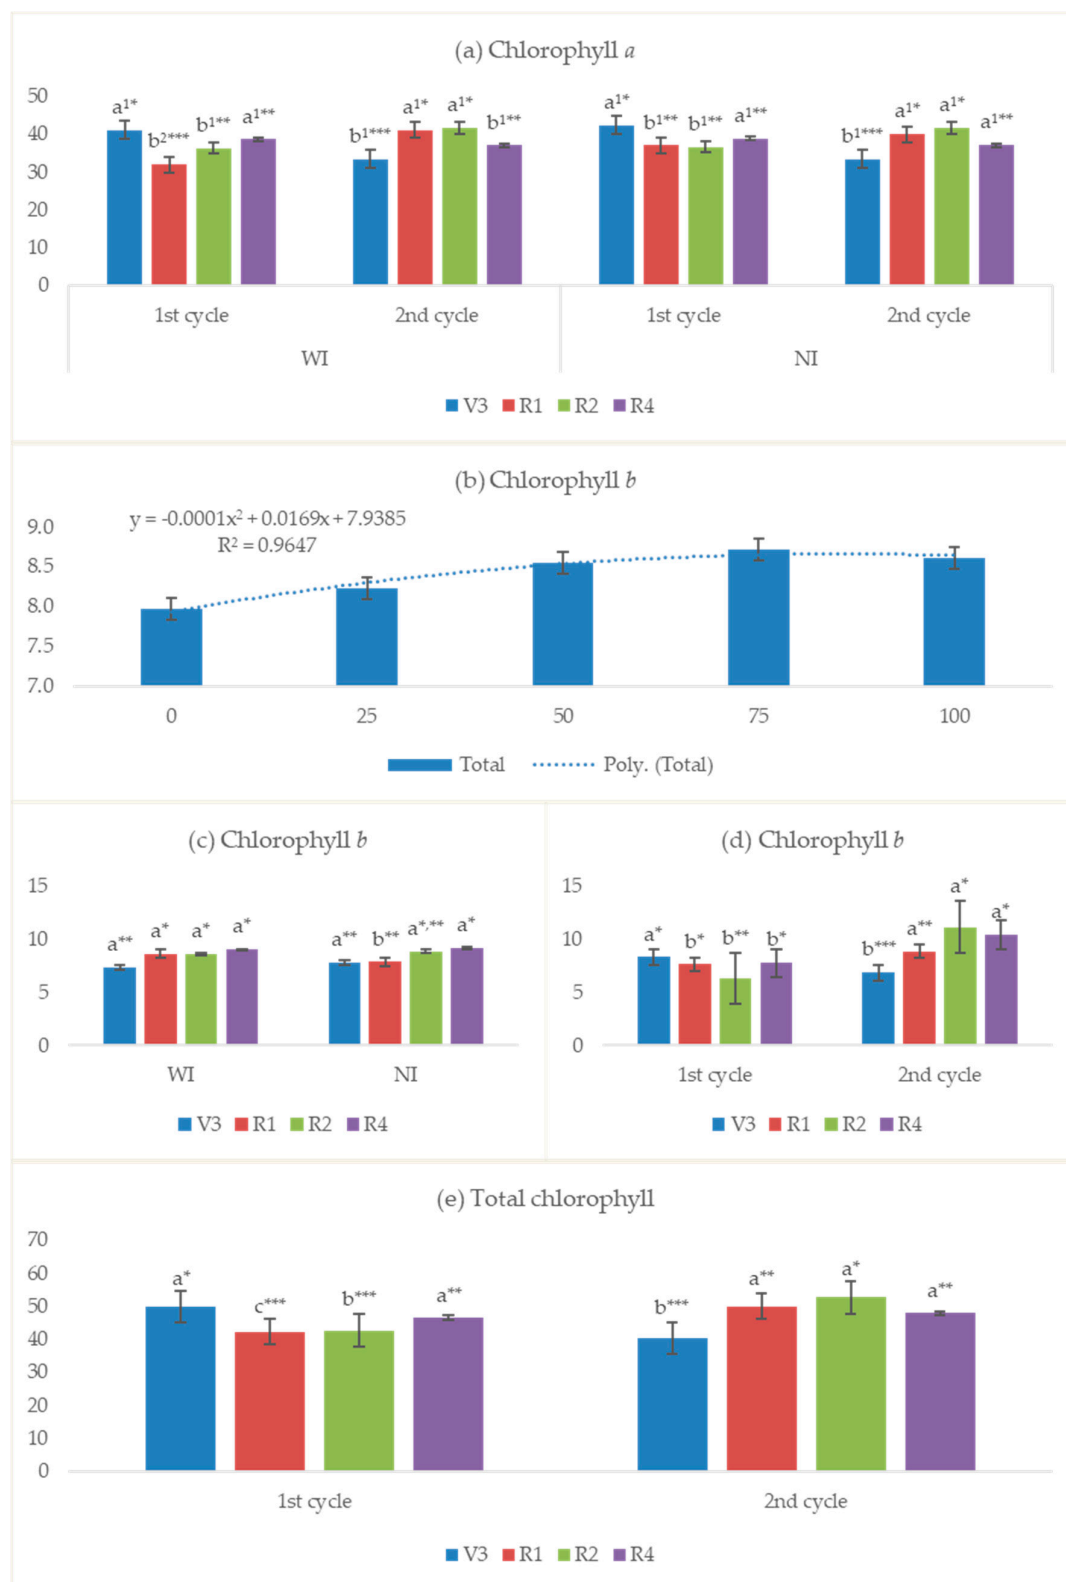 (a) Chlorophyll a
50
40
30
20
10
0
a¹* b²*** b¹** a¹** b¹*** a¹* a¹* b¹** a¹* b¹** b¹** a¹** b¹*** a¹* a¹* a¹**
1st cycle 2nd cycle 1st cycle 2nd cycle
WI NI
V3 R1 R2 R4
(b) Chlorophyll b
y = -0.0001x² + 0.0169x + 7.9385
R² = 0.9647
9.0
8.5
8.0
7.5
7.0
0 25 50 75 100
Total Poly. (Total)
(c) Chlorophyll b
15
10
5
0
a** a* a* a* a** b** a*,** a*
WI NI
V3 R1 R2 R4
(d) Chlorophyll b
15
10
5
0
a* b* b** b* b*** a** a* a*
1st cycle 2nd cycle
V3 R1 R2 R4
(e) Total chlorophyll
70
60
50
40
30
20
10
0
a* c*** b*** a** b*** a** a* a**
1st cycle 2nd cycle
V3 R1 R2 R4